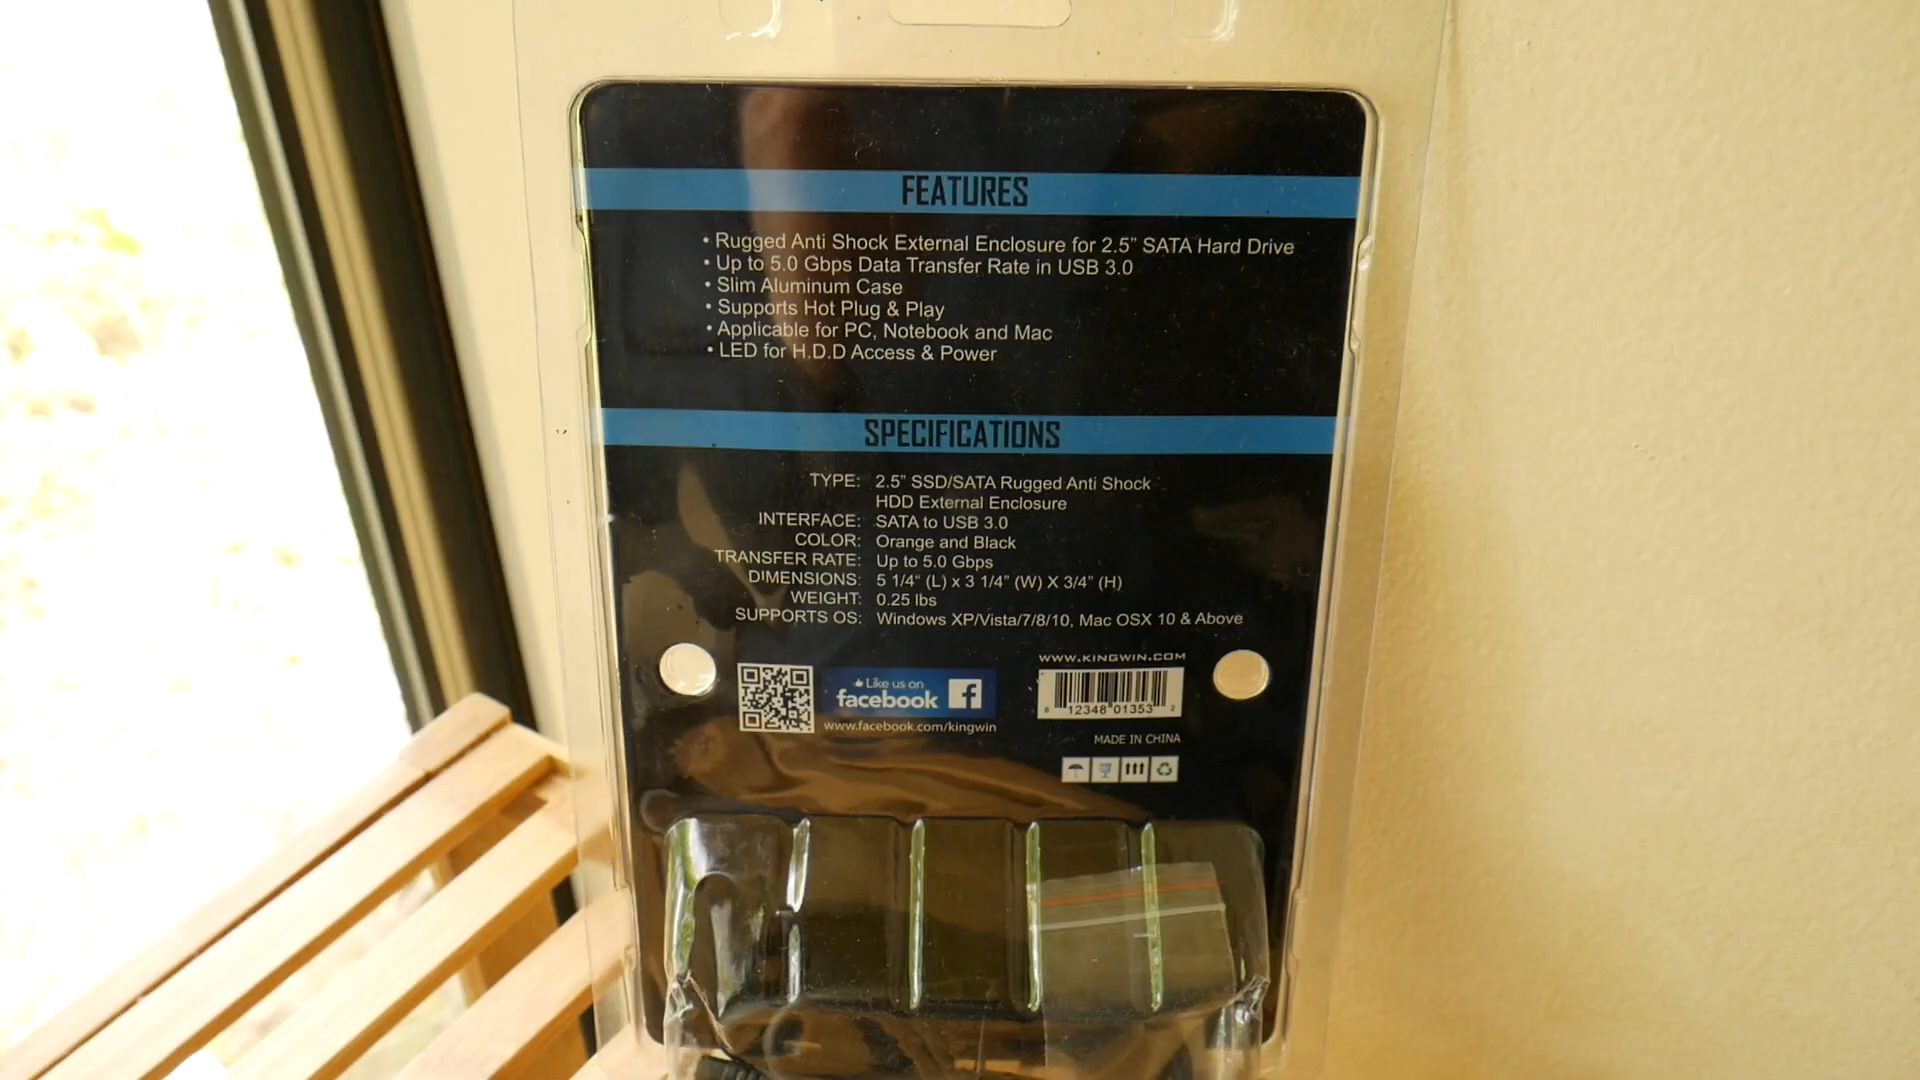 FEATURES
• Rugged Anti Shock External Enclosure for 2.5” SATA Hard Drive
• Up to 5.0 Gbps Data Transfer Rate in USB 3.0
• Slim Aluminum Case
• Supports Hot Plug & Play
• Applicable for PC, Notebook and Mac
• LED for H.D.D Access & Power
SPECIFICATIONS
TYPE: 2.5” SSD/SATA Rugged Anti Shock
HDD External Enclosure
INTERFACE: SATA to USB 3.0
COLOR: Orange and Black
TRANSFER RATE: Up to 5.0 Gbps
DIMENSIONS: 5 1/4“ (L) x 3 1/4” (W) X 3/4” (H)
WEIGHT: 0.25 lbs
SUPPORTS OS: Windows XP/Vista/7/8/10, Mac OSX 10 & Above
Like us on
facebook f
www.facebook.com/kingwin
WWW.KINGWIN.COM
8 12348 01353 2
MADE IN CHINA